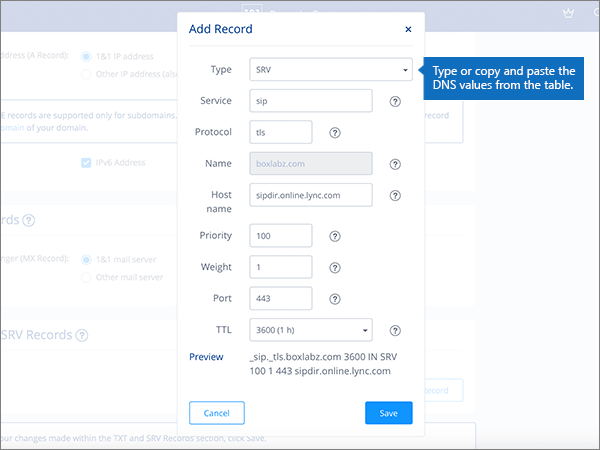 Add Record
×
Type
SRV
Type or copy and paste the
DNS values from the table.
Service
sip
?
Protocol
tls
?
Name
boxlabz.com
?
Host
name
sipdir.online.lync.com
?
Priority
100
?
Weight
1
?
Port
443
?
TTL
3600 (1 h)
?
Preview
_sip._tls.boxlabz.com 3600 IN SRV
100 1 443 sipdir.online.lync.com
Cancel
Save
ddress (A Record):
1&1 IP address
Other IP address (als
E records are supported only for subdomains.
record
omain of your domain.
IPv6 Address
rds ?
nger (MX Record):
1&1 mail server
Other mail server
SRV Records ?
ecord
our changes made within the TXT and SRV Records section, click Save.